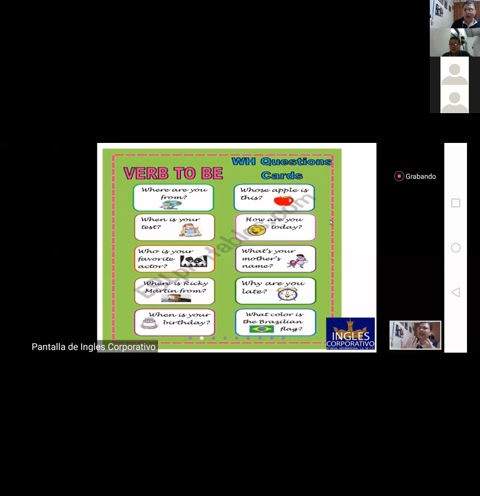 VERB TO BE
WH Questions
Cards
Where are you
from?
Whose apple is
this?
When is your
test?
How are you
today?
Who is your
favorite
actor?
What's your
mother's
name?
Where is Ricky
Martin from?
Why are you
late?
When is your
birthday?
What color is
the Brazilian
flag?
INGLES
CORPORATIVO
Grabando
Pantalla de Ingles Corporativo